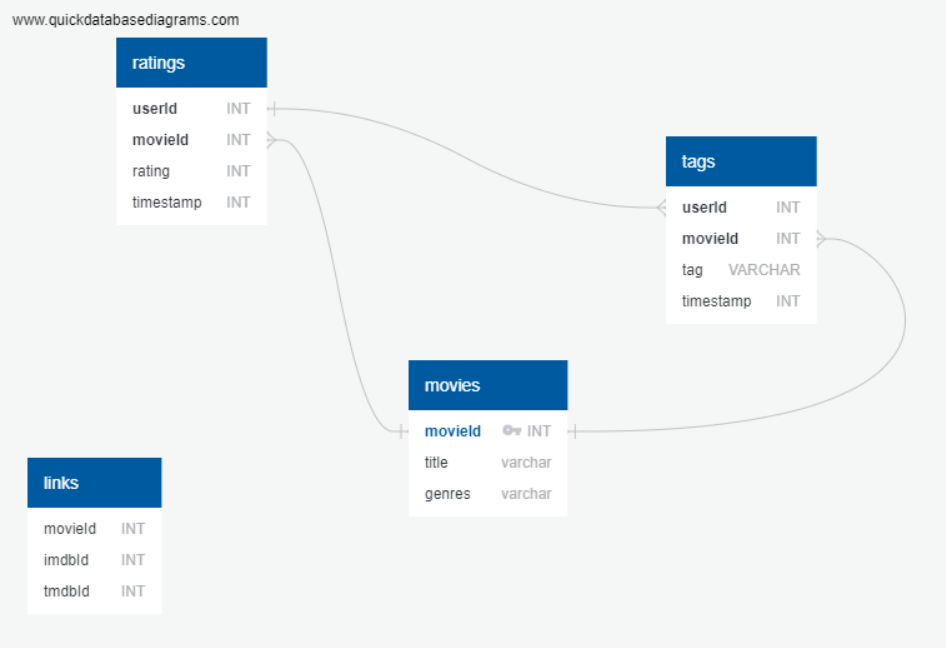 www.quickdatabasediagrams.com
ratings
userId INT
movieId INT
rating INT
timestamp INT
tags
userId INT
movieId INT
tag VARCHAR
timestamp INT
movies
movieId INT
title varchar
genres varchar
links
movieId INT
imdbId INT
tmdbId INT